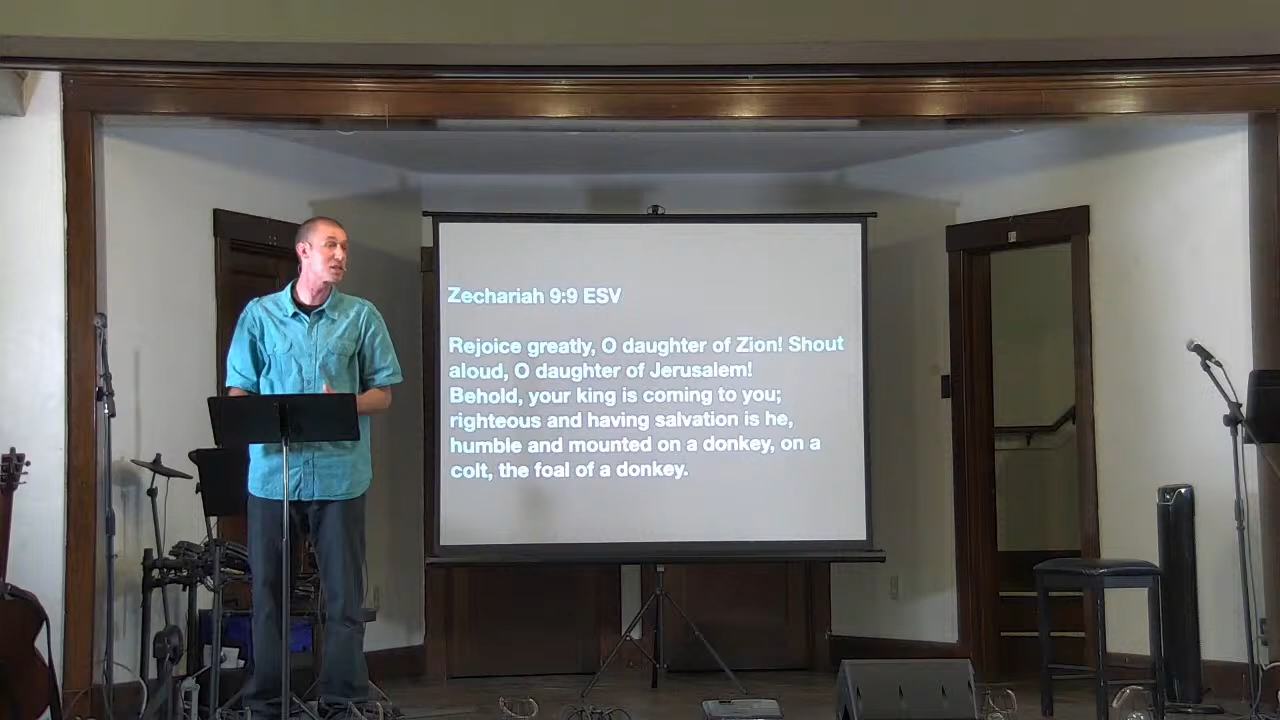 Zechariah 9:9 ESV
Rejoice greatly, O daughter of Zion! Shout
aloud, O daughter of Jerusalem!
Behold, your king is coming to you;
righteous and having salvation is he,
humble and mounted on a donkey, on a
colt, the foal of a donkey.